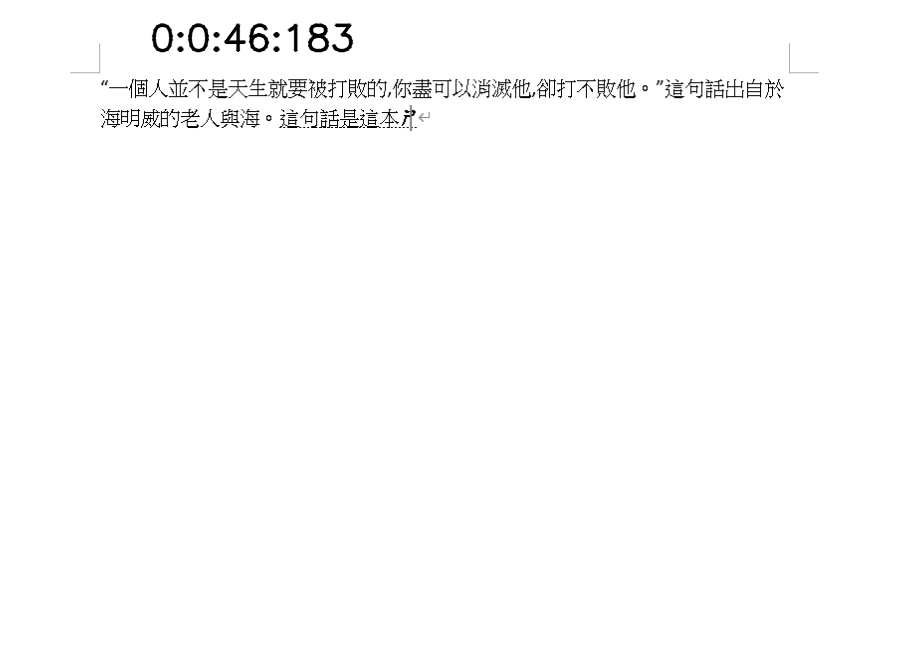 0:0:46:183
“一個人並不是天生就要被打敗的,你盡可以消滅他,卻打不敗他。”這句話出自於
海明威的老人與海。這句話是這本ㄕ